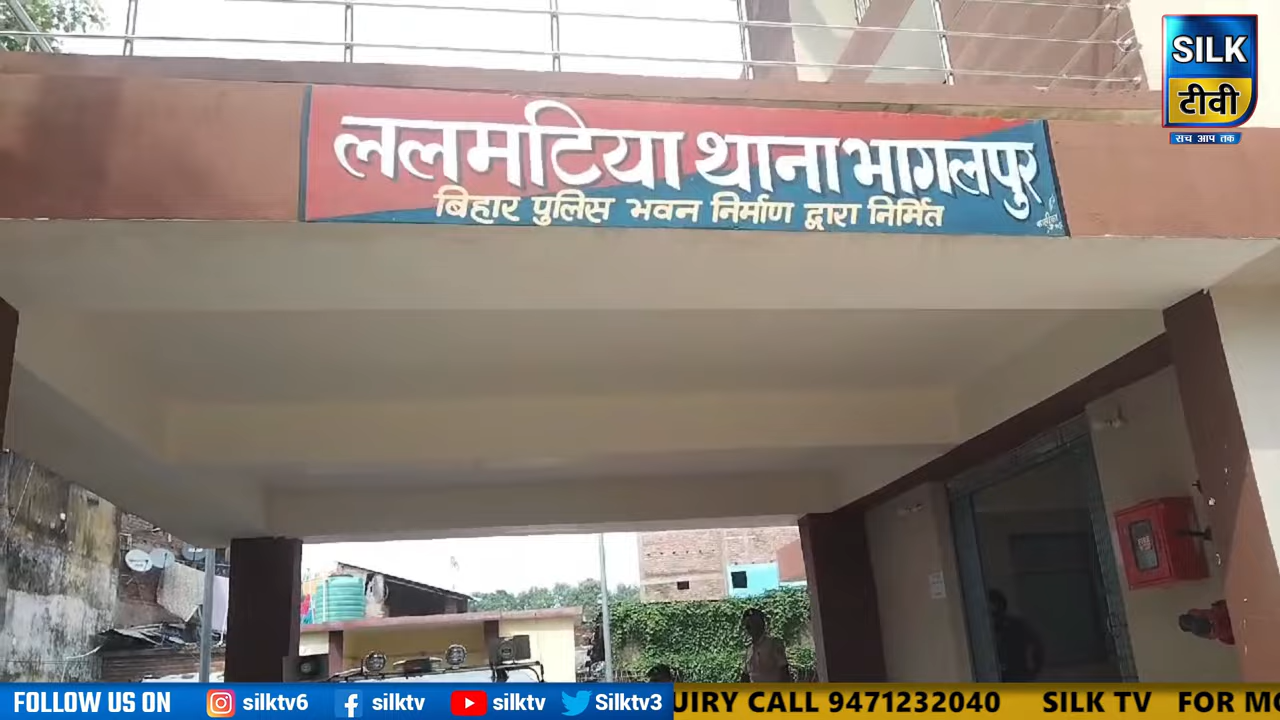 SILK
टीवी
सच आप तक
ललमटिया थाना भागलपुर
बिहार पुलिस भवन निर्माण द्वारा निर्मित
FOLLOW US ON silktv6 silktv silktv Silktv3 UIRY CALL 9471232040 SILK TV FOR MO